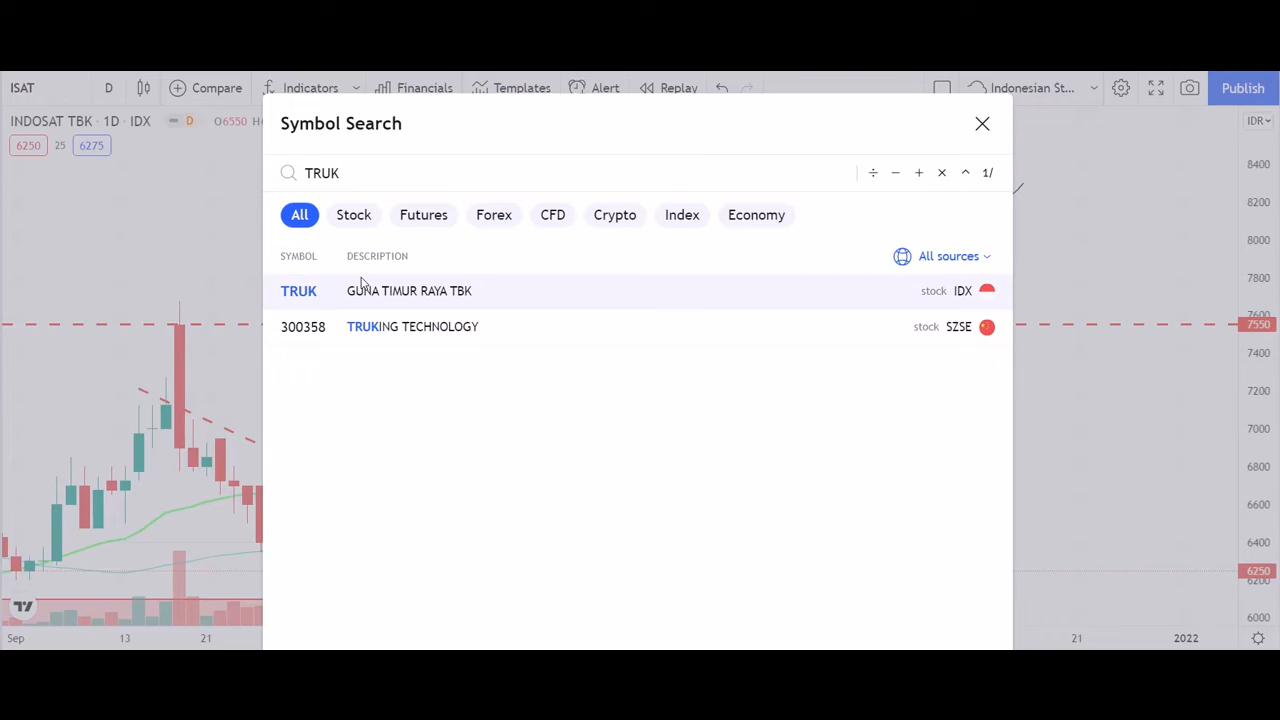 ISAT D Compare Indicators Financials Templates Alert Replay Indonesian St... Publish
INDOSAT TBK · 1D · IDX D O6550 IDR
6250 25 6275
Symbol Search
TRUK ÷ − + × ^ 1/
All Stock Futures Forex CFD Crypto Index Economy
SYMBOL DESCRIPTION All sources
TRUK GUNA TIMUR RAYA TBK stock IDX
300358 TRUKING TECHNOLOGY stock SZSE
8400
8200
8000
7800
7600
7550
7400
7200
7000
6800
6600
6400
6250
6200
6000
Sep 13 21 21 2022